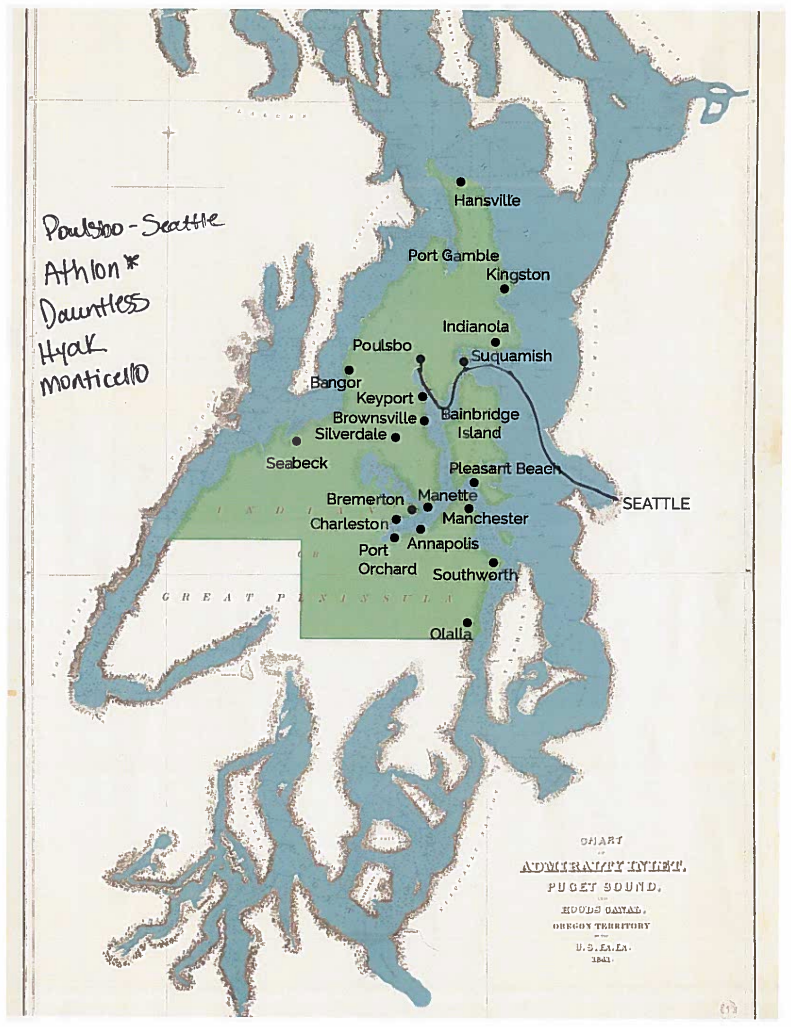 Poulsbo - Seattle
Athlon*
Dauntless
Hyak
Monticello
Hansville
Port Gamble
Kingston
Indianola
Poulsbo
Suquamish
Bangor
Keyport
Brownsville
Bainbridge
Island
Silverdale
Seabeck
Pleasant Beach
Bremerton
Manette
SEATTLE
Charleston
Manchester
Port
Orchard
Annapolis
Southworth
INDIAN
OR
GREAT PENINSULA
Olalla
CHART
OF
ADMIRALTY INLET,
PUGET SOUND,
AND
HOODS CANAL,
OREGON TERRITORY
BY THE
U.S. EX. EX.
1841.